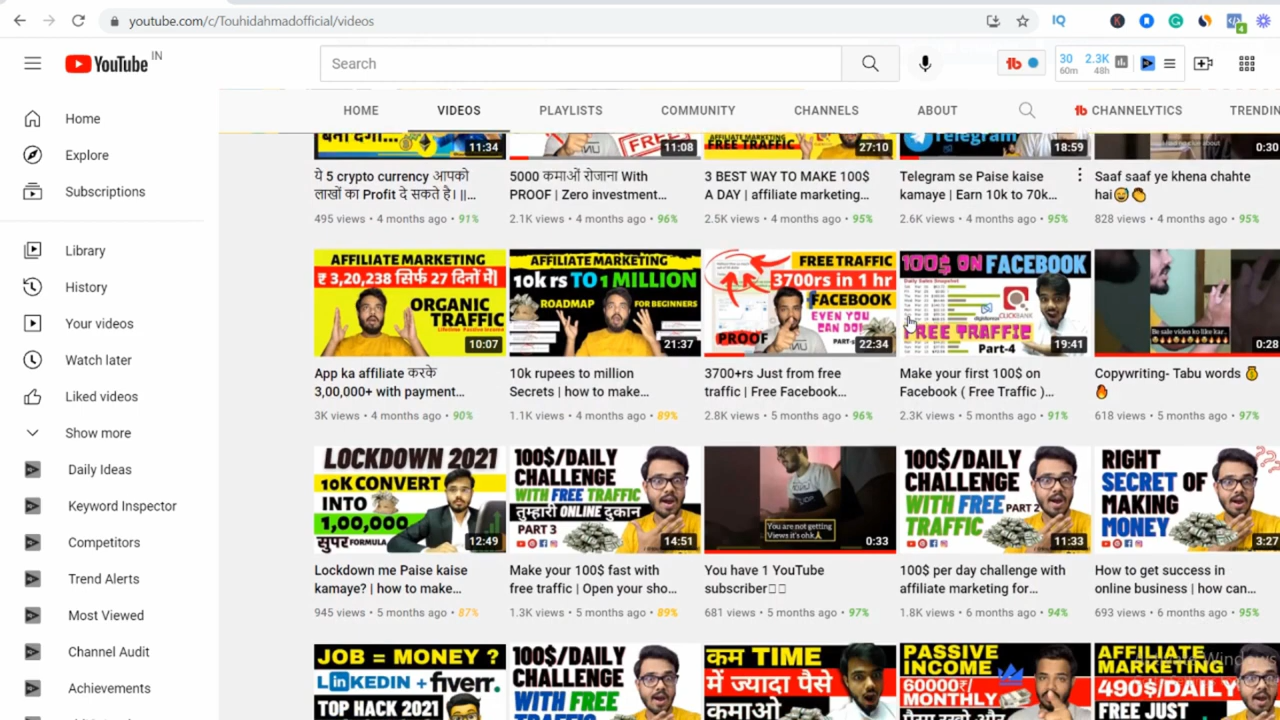 youtube.com/c/Touhidahmadofficial/videos
YouTube IN
Search
30 60m 2.3K 48h
HOME VIDEOS PLAYLISTS COMMUNITY CHANNELS ABOUT CHANNELYTICS TRENDIN
Home
Explore
Subscriptions
Library
History
Your videos
Watch later
Liked videos
Show more
Daily Ideas
Keyword Inspector
Competitors
Trend Alerts
Most Viewed
Channel Audit
Achievements
11:34
ये 5 crypto currency आपको
लाखों का Profit दे सकते है। ||...
495 views • 4 months ago • 91%
FREE
11:08
5000 कमाओं रोजाना With
PROOF | Zero investment...
2.1K views • 4 months ago • 96%
FREE TRAFFIC
27:10
3 BEST WAY TO MAKE 100$
A DAY | affiliate marketing...
2.5K views • 4 months ago • 95%
Telegram
18:59
Telegram se Paise kaise
kamaye | Earn 10k to 70k...
2.6K views • 4 months ago • 95%
0:30
Saaf saaf ye khena chahte
hai😅👏
828 views • 4 months ago • 95%
AFFILIATE MARKETING
₹ 3,20,238 सिर्फ 27 दिनों में|
ORGANIC
TRAFFIC
10:07
App ka affiliate करके
3,00,000+ with payment...
3K views • 4 months ago • 90%
AFFILIATE MARKETING
10k rs TO 1 MILLION
ROADMAP FOR BEGINNERS
21:37
10k rupees to million
Secrets | how to make...
1.1K views • 4 months ago • 89%
FREE TRAFFIC
3700rs in 1 hr
FACEBOOK
EVEN YOU
CAN DO!
PROOF
22:34
3700+rs Just from free
traffic | Free Facebook...
2.8K views • 5 months ago • 96%
100$ ON FACEBOOK
CLICKBANK
FREE TRAFFIC
Part-4
19:41
Make your first 100$ on
Facebook ( Free Traffic )...
2.3K views • 5 months ago • 91%
0:28
Copywriting- Tabu words 💰
🔥
618 views • 5 months ago • 97%
LOCKDOWN 2021
10K CONVERT
INTO
1,00,000
सुपर FORMULA
12:49
Lockdown me Paise kaise
kamaye? | how to make...
945 views • 5 months ago • 87%
100$/DAILY
CHALLENGE
WITH FREE TRAFFIC
तुम्हारी ONLINE दुकान
PART 3
14:51
Make your 100$ fast with
free traffic | Open your sho...
1.3K views • 5 months ago • 89%
You are not getting
Views it's ohk🙏
0:33
You have 1 YouTube
subscriber
681 views • 5 months ago • 97%
100$/DAILY
CHALLENGE
WITH FREE
TRAFFIC PART 2
11:33
100$ per day challenge with
affiliate marketing for...
1.8K views • 6 months ago • 94%
RIGHT
SECRET OF
MAKING
MONEY
3:27
How to get success in
online business | how can...
693 views • 6 months ago • 95%
JOB = MONEY ?
LINKEDIN + fiverr.
TOP HACK 2021
100$/DAILY
CHALLENGE
WITH FREE
कम TIME
में ज्यादा पैसे
कमाओ
PASSIVE
INCOME
60000₹/
MONTHLY
AFFILIATE
MARKETING
490$/DAILY
FREE JUST